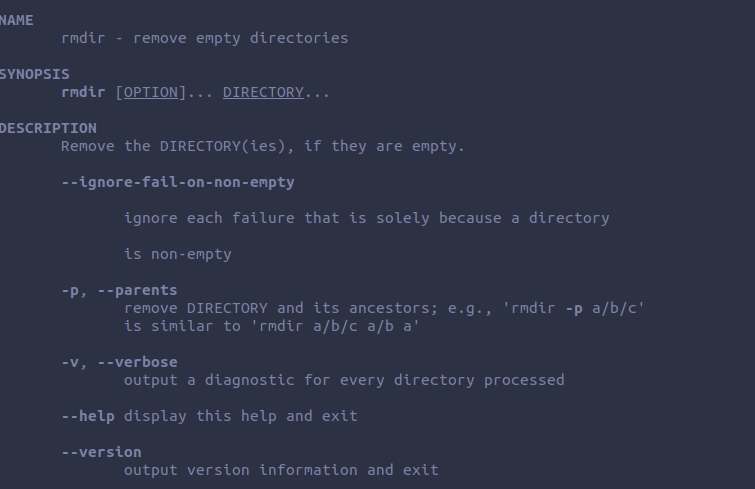 NAME
rmdir - remove empty directories
SYNOPSIS
rmdir [OPTION]... DIRECTORY...
DESCRIPTION
Remove the DIRECTORY(ies), if they are empty.
--ignore-fail-on-non-empty
ignore each failure that is solely because a directory
is non-empty
-p, --parents
remove DIRECTORY and its ancestors; e.g., 'rmdir -p a/b/c'
is similar to 'rmdir a/b/c a/b a'
-v, --verbose
output a diagnostic for every directory processed
--help display this help and exit
--version
output version information and exit